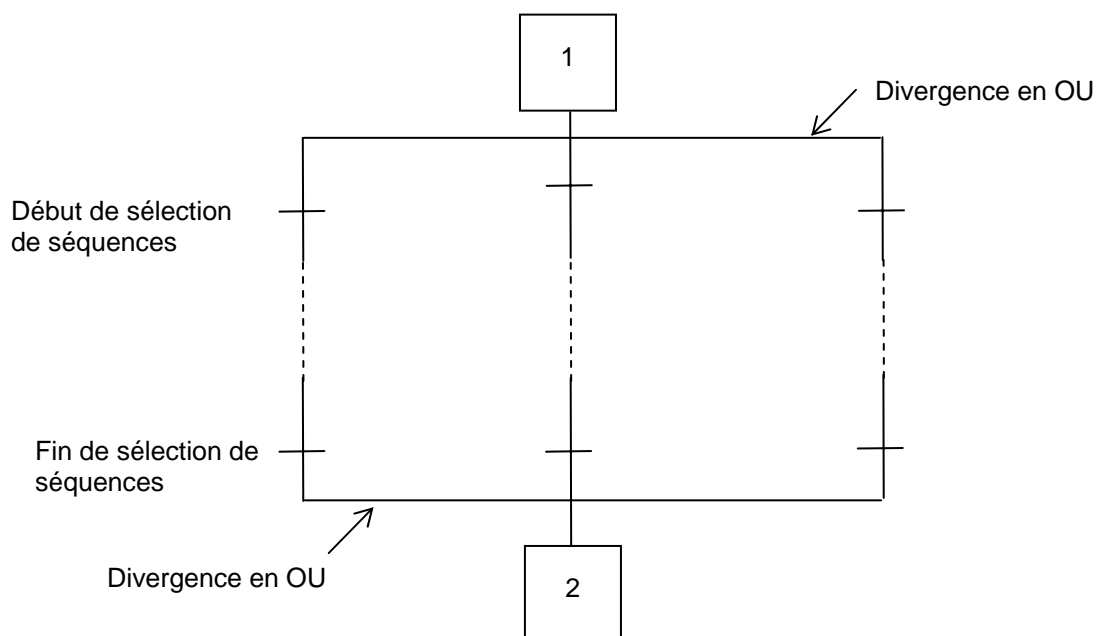 1
Divergence en OU
Début de sélection
de séquences
Fin de sélection de
séquences
Divergence en OU
2